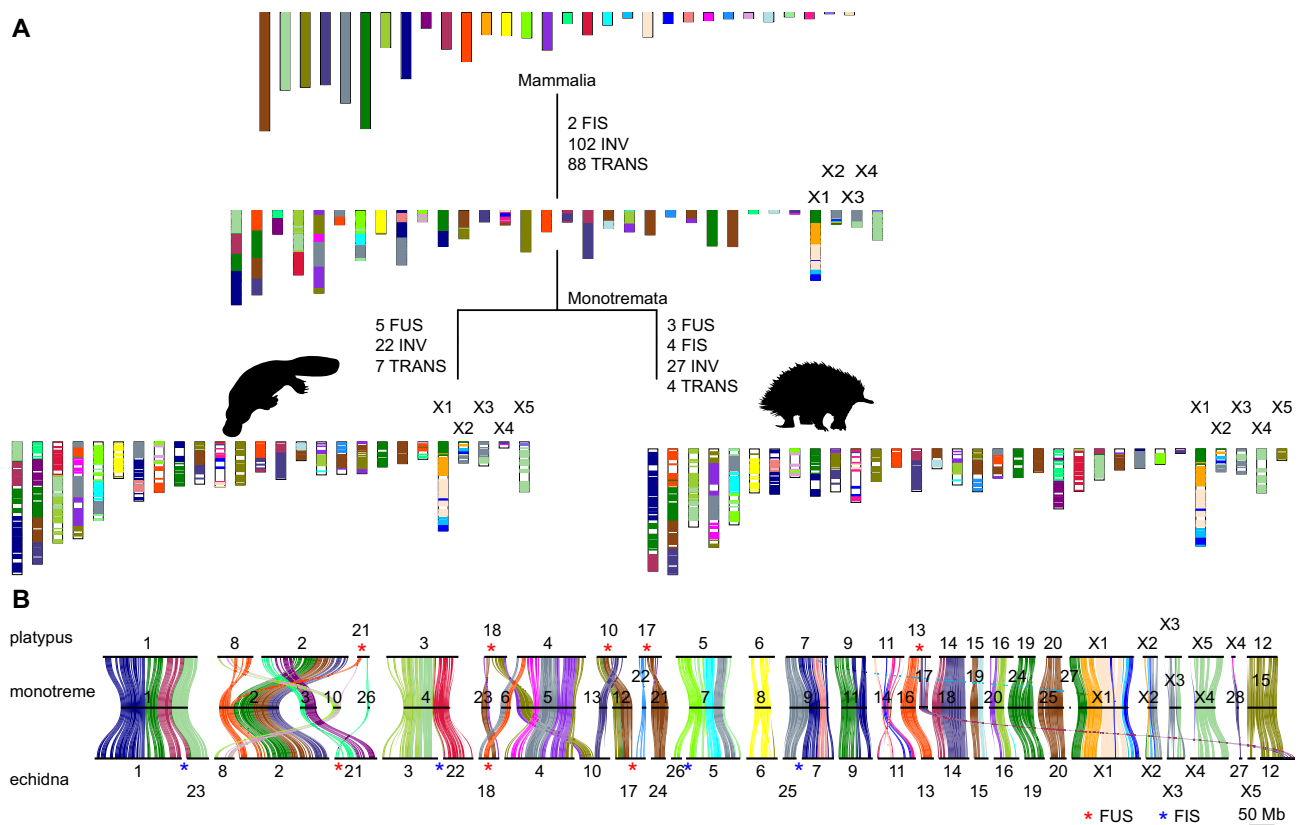 A
Mammalia
2 FIS
102 INV
88 TRANS
X2 X4
X1 X3
Monotremata
5 FUS
22 INV
7 TRANS
3 FUS
4 FIS
27 INV
4 TRANS
X1 X3 X5
X2 X4
X1 X3 X5
X2 X4
B
platypus
1 8 2 21 3 18 4 10 17 5 6 7 9 11 13 14 15 16 19 20 X1 X2 X3 X5 X4 12
monotreme
1 2 3 10 26 4 23 6 5 13 12 22 21 7 8 9 11 14 16 17 18 19 20 24 25 27 X1 X2 X3 X4 28 15
echidna
1 23 8 2 21 3 22 18 4 10 17 24 26 5 6 25 7 9 11 13 14 15 16 19 20 X1 X2 X3 X4 27 X5 12
* FUS * FIS 50 Mb